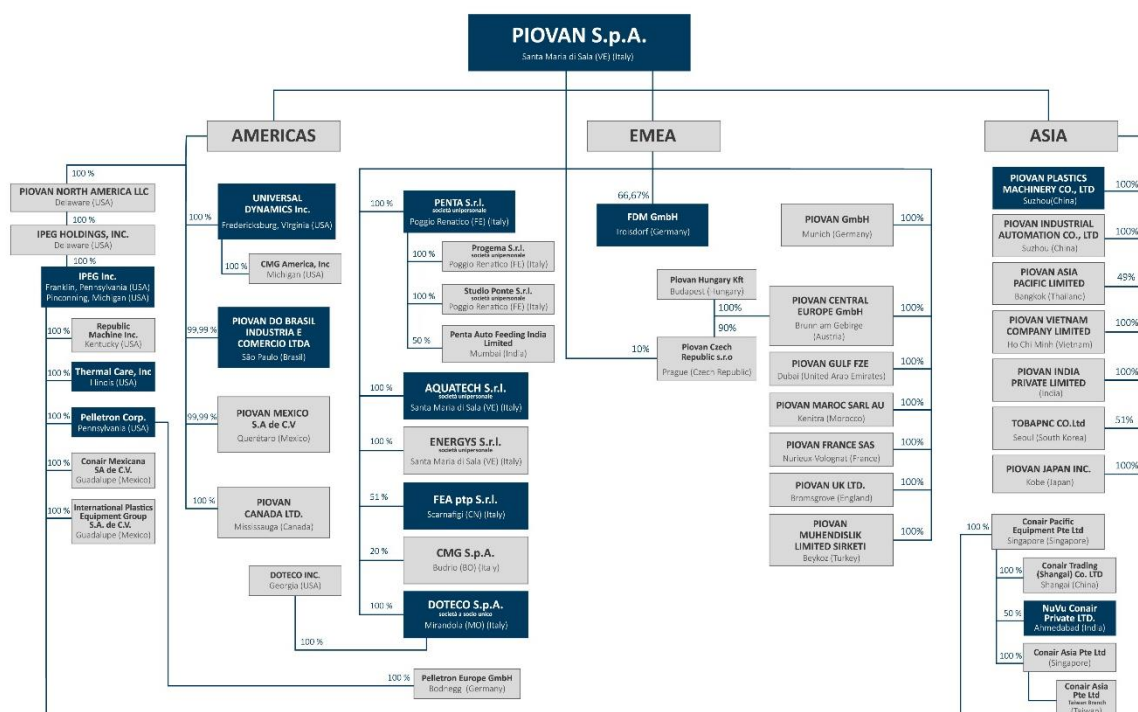 PIOVAN S.p.A.
Santa Maria di Sala (VE) (Italy)
AMERICAS
EMEA
ASIA
100 %
PIOVAN NORTH AMERICA LLC
Delaware (USA)
100 %
IPEG HOLDINGS, INC.
Delaware (USA)
100 %
IPEG Inc.
Franklin, Pennsylvania (USA)
Pinconning, Michigan (USA)
100 %
Republic
Machine Inc.
Kentucky (USA)
100 %
Thermal Care, Inc
Illinois (USA)
100 %
Pelletron Corp.
Pennsylvania (USA)
100 %
Conair Mexicana
SA de C.V.
Guadalupe (Mexico)
100 %
International Plastics
Equipment Group
S.A. de C.V.
Guadalupe (Mexico)
100 %
UNIVERSAL
DYNAMICS Inc.
Fredericksburg, Virginia (USA)
100 %
CMG America, Inc
Michigan (USA)
99,99 %
PIOVAN DO BRASIL
INDUSTRIA E
COMERCIO LTDA
São Paulo (Brasil)
99,99 %
PIOVAN MEXICO
S.A de C.V
Querétaro (Mexico)
100 %
PIOVAN
CANADA LTD.
Mississauga (Canada)
DOTECO INC.
Georgia (USA)
100 %
100 %
PENTA S.r.l.
società unipersonale
Poggio Renatico (FE) (Italy)
100 %
Progema S.r.l.
società unipersonale
Poggio Renatico (FE) (Italy)
100 %
Studio Ponte S.r.l.
società unipersonale
Poggio Renatico (FE) (Italy)
50 %
Penta Auto Feeding India
Limited
Mumbai (India)
100 %
AQUATECH S.r.l.
società unipersonale
Santa Maria di Sala (VE) (Italy)
100 %
ENERGYS S.r.l.
società unipersonale
Santa Maria di Sala (VE) (Italy)
51 %
FEA ptp S.r.l.
Scarnafigi (CN) (Italy)
20 %
CMG S.p.A.
Budrio (BO) (Italy)
100 %
DOTECO S.p.A.
società a socio unico
Mirandola (MO) (Italy)
100 %
Pelletron Europe GmbH
Bodnegg (Germany)
66,67%
FDM GmbH
Troisdorf (Germany)
Piovan Hungary Kft
Budapest (Hungary)
100%
90%
10%
Piovan Czech
Republic s.r.o
Prague (Czech Republic)
PIOVAN GmbH
Munich (Germany)
100%
PIOVAN CENTRAL
EUROPE GmbH
Brunn am Gebirge
(Austria)
100%
PIOVAN GULF FZE
Dubai (United Arab Emirates)
100%
PIOVAN MAROC SARL AU
Kenitra (Morocco)
100%
PIOVAN FRANCE SAS
Nurieux-Volognat (France)
100%
PIOVAN UK LTD.
Bromsgrove (England)
100%
PIOVAN
MUHENDISLIK
LIMITED SIRKETI
Beykoz (Turkey)
100%
PIOVAN PLASTICS
MACHINERY CO., LTD
Suzhou(China)
100%
PIOVAN INDUSTRIAL
AUTOMATION CO., LTD
Suzhou (China)
100%
PIOVAN ASIA
PACIFIC LIMITED
Bangkok (Thailand)
49%
PIOVAN VIETNAM
COMPANY LIMITED
Ho Chi Minh (Vietnam)
100%
PIOVAN INDIA
PRIVATE LIMITED
(India)
100%
TOBAPNC CO.Ltd
Seoul (South Korea)
51%
PIOVAN JAPAN INC.
Kobe (Japan)
100%
100 %
Conair Pacific
Equipment Pte Ltd
Singapore (Singapore)
100 %
Conair Trading
(Shangai) Co. LTD
Shangai (China)
50 %
NuVu Conair
Private LTD.
Ahmedabad (India)
100 %
Conair Asia Pte Ltd
(Singapore)
Conair Asia
Pte Ltd
Taiwan Branch
(Taiwan)